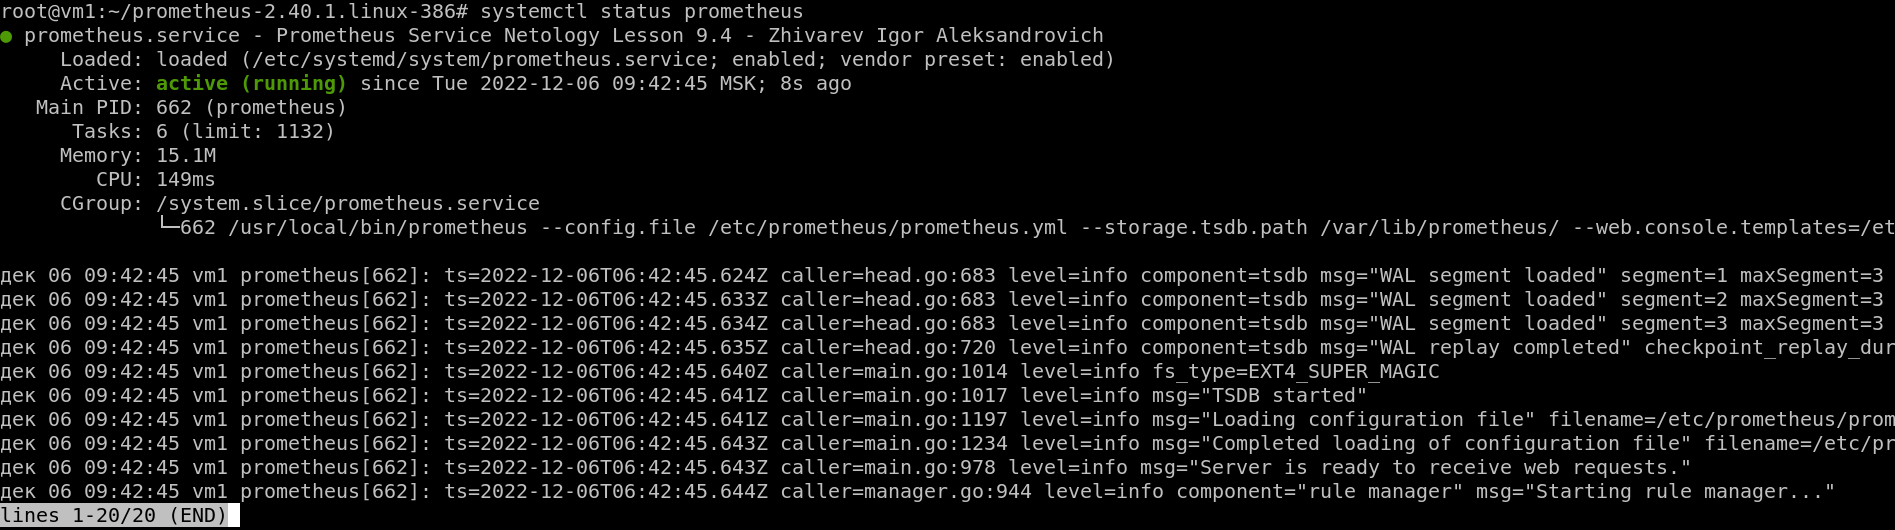 root@vm1:~/prometheus-2.40.1.linux-386# systemctl status prometheus
● prometheus.service - Prometheus Service Netology Lesson 9.4 - Zhivarev Igor Aleksandrovich
     Loaded: loaded (/etc/systemd/system/prometheus.service; enabled; vendor preset: enabled)
     Active: active (running) since Tue 2022-12-06 09:42:45 MSK; 8s ago
   Main PID: 662 (prometheus)
      Tasks: 6 (limit: 1132)
     Memory: 15.1M
        CPU: 149ms
     CGroup: /system.slice/prometheus.service
             └─662 /usr/local/bin/prometheus --config.file /etc/prometheus/prometheus.yml --storage.tsdb.path /var/lib/prometheus/ --web.console.templates=/et
дек 06 09:42:45 vm1 prometheus[662]: ts=2022-12-06T06:42:45.624Z caller=head.go:683 level=info component=tsdb msg="WAL segment loaded" segment=1 maxSegment=3
дек 06 09:42:45 vm1 prometheus[662]: ts=2022-12-06T06:42:45.633Z caller=head.go:683 level=info component=tsdb msg="WAL segment loaded" segment=2 maxSegment=3
дек 06 09:42:45 vm1 prometheus[662]: ts=2022-12-06T06:42:45.634Z caller=head.go:683 level=info component=tsdb msg="WAL segment loaded" segment=3 maxSegment=3
дек 06 09:42:45 vm1 prometheus[662]: ts=2022-12-06T06:42:45.635Z caller=head.go:720 level=info component=tsdb msg="WAL replay completed" checkpoint_replay_dur
дек 06 09:42:45 vm1 prometheus[662]: ts=2022-12-06T06:42:45.640Z caller=main.go:1014 level=info fs_type=EXT4_SUPER_MAGIC
дек 06 09:42:45 vm1 prometheus[662]: ts=2022-12-06T06:42:45.641Z caller=main.go:1017 level=info msg="TSDB started"
дек 06 09:42:45 vm1 prometheus[662]: ts=2022-12-06T06:42:45.641Z caller=main.go:1197 level=info msg="Loading configuration file" filename=/etc/prometheus/prom
дек 06 09:42:45 vm1 prometheus[662]: ts=2022-12-06T06:42:45.643Z caller=main.go:1234 level=info msg="Completed loading of configuration file" filename=/etc/pr
дек 06 09:42:45 vm1 prometheus[662]: ts=2022-12-06T06:42:45.643Z caller=main.go:978 level=info msg="Server is ready to receive web requests."
дек 06 09:42:45 vm1 prometheus[662]: ts=2022-12-06T06:42:45.644Z caller=manager.go:944 level=info component="rule manager" msg="Starting rule manager..."
lines 1-20/20 (END)